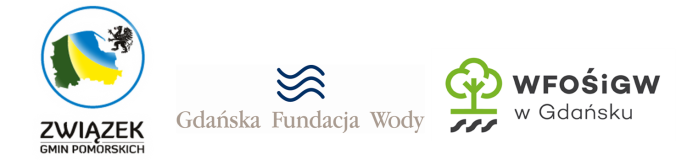 ZWIĄZEK
GMIN POMORSKICH
Gdańska Fundacja Wody
WFOŚiGW
w Gdańsku